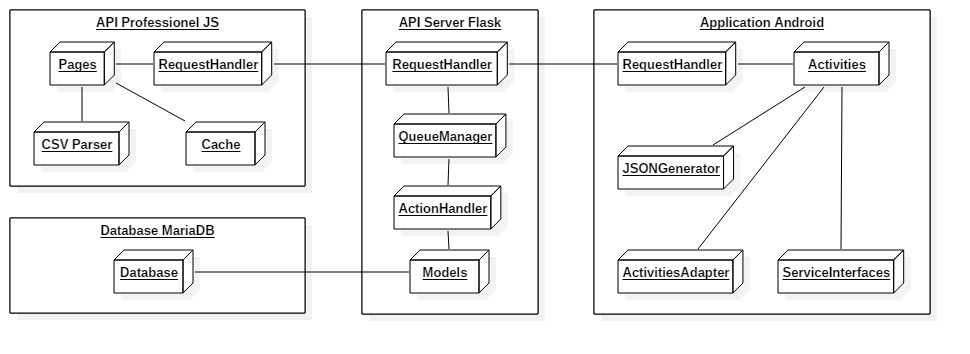 API Professionel JS
Pages
RequestHandler
CSV Parser
Cache
Database MariaDB
Database
API Server Flask
RequestHandler
QueueManager
ActionHandler
Models
Application Android
RequestHandler
Activities
JSONGenerator
ActivitiesAdapter
ServiceInterfaces